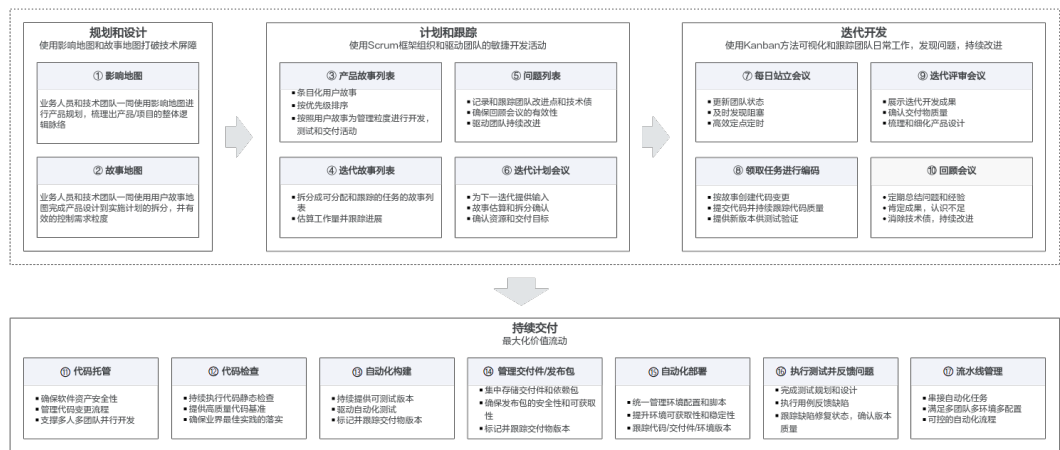 规划和设计
使用影响地图和故事地图打破技术屏障
① 影响地图
业务人员和技术团队一同使用影响地图进
行产品规划，梳理出产品/项目的整体逻
辑脉络
② 故事地图
业务人员和技术团队一同使用用户故事地
图完成产品设计到实施计划的拆分，并有
效的控制需求粒度
计划和跟踪
使用Scrum框架组织和驱动团队的敏捷开发活动
③ 产品故事列表
▪ 条目化用户故事
▪ 按优先级排序
▪ 按照用户故事为管理粒度进行开发，
测试和交付活动
⑤ 问题列表
▪ 记录和跟踪团队改进点和技术债
▪ 确保回顾会议的有效性
▪ 驱动团队持续改进
④ 迭代故事列表
▪ 拆分成可分配和跟踪的任务的故事列
表
▪ 估算工作量并跟踪进展
⑥ 迭代计划会议
▪ 为下一迭代提供输入
▪ 故事估算和拆分确认
▪ 确认资源和交付目标
迭代开发
使用Kanban方法可视化和跟踪团队日常工作，发现问题，持续改进
⑦ 每日站立会议
▪ 更新团队状态
▪ 及时发现阻塞
▪ 高效定点定时
⑨ 迭代评审会议
▪ 展示迭代开发成果
▪ 确认交付物质量
▪ 梳理和细化产品设计
⑧ 领取任务进行编码
▪ 按故事创建代码变更
▪ 提交代码并持续跟踪代码质量
▪ 提供新版本供测试验证
⑩ 回顾会议
▪ 定期总结问题和经验
▪ 肯定成果，认识不足
▪ 消除技术债，持续改进
持续交付
最大化价值流动
⑪ 代码托管
▪ 确保软件资产安全性
▪ 管理代码变更流程
▪ 支撑多人多团队并行开发
⑫ 代码检查
▪ 持续执行代码静态检查
▪ 提供高质量代码基准
▪ 确保业界最佳实践的落实
⑬ 自动化构建
▪ 持续提供可测试版本
▪ 驱动自动化测试
▪ 标记并跟踪交付物版本
⑭ 管理交付件/发布包
▪ 集中存储交付件和依赖包
▪ 确保发布包的安全性和可获取
性
▪ 标记并跟踪交付物版本
⑮ 自动化部署
▪ 统一管理环境配置和脚本
▪ 提升环境可获取性和稳定性
▪ 跟踪代码/交付件/环境版本
⑯ 执行测试并反馈问题
▪ 完成测试规划和设计
▪ 执行用例反馈缺陷
▪ 跟踪缺陷修复状态，确认版本
质量
⑰ 流水线管理
▪ 串接自动化任务
▪ 满足多团队多环境多配置
▪ 可控的自动化流程